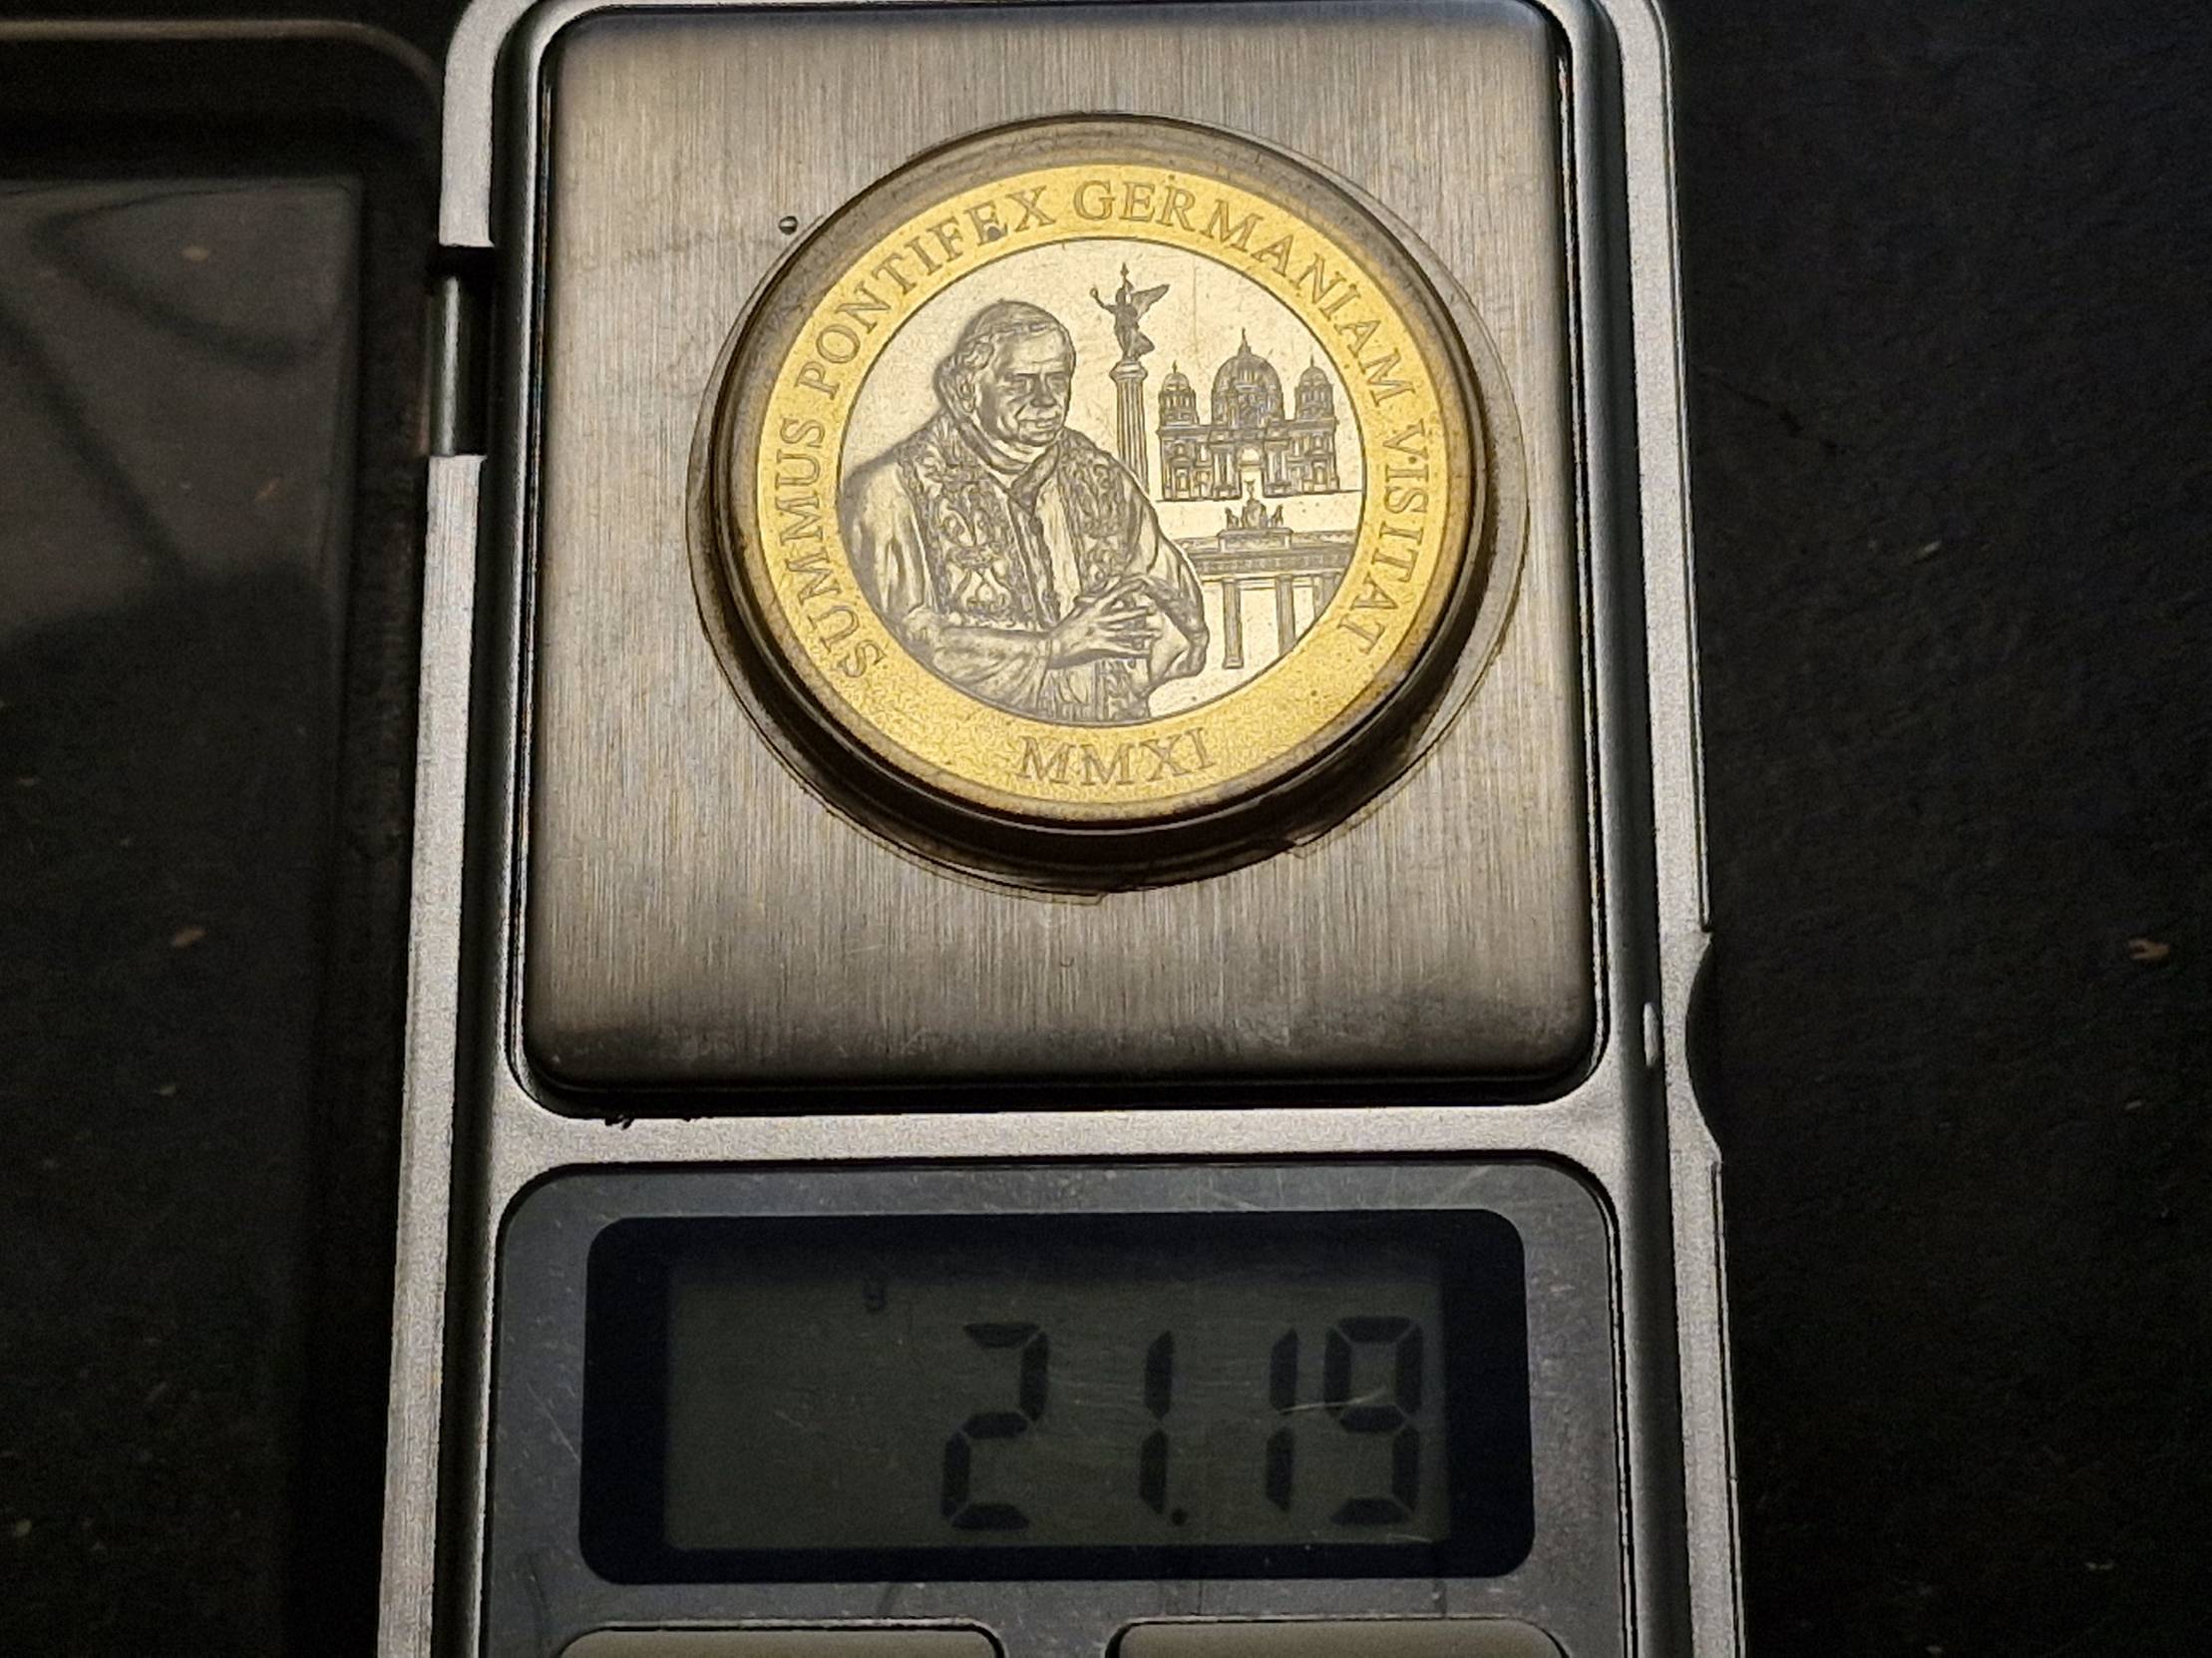 SUMMUS PONTIFEX GERMANIAM VISITAT
MMXI
g
21.19